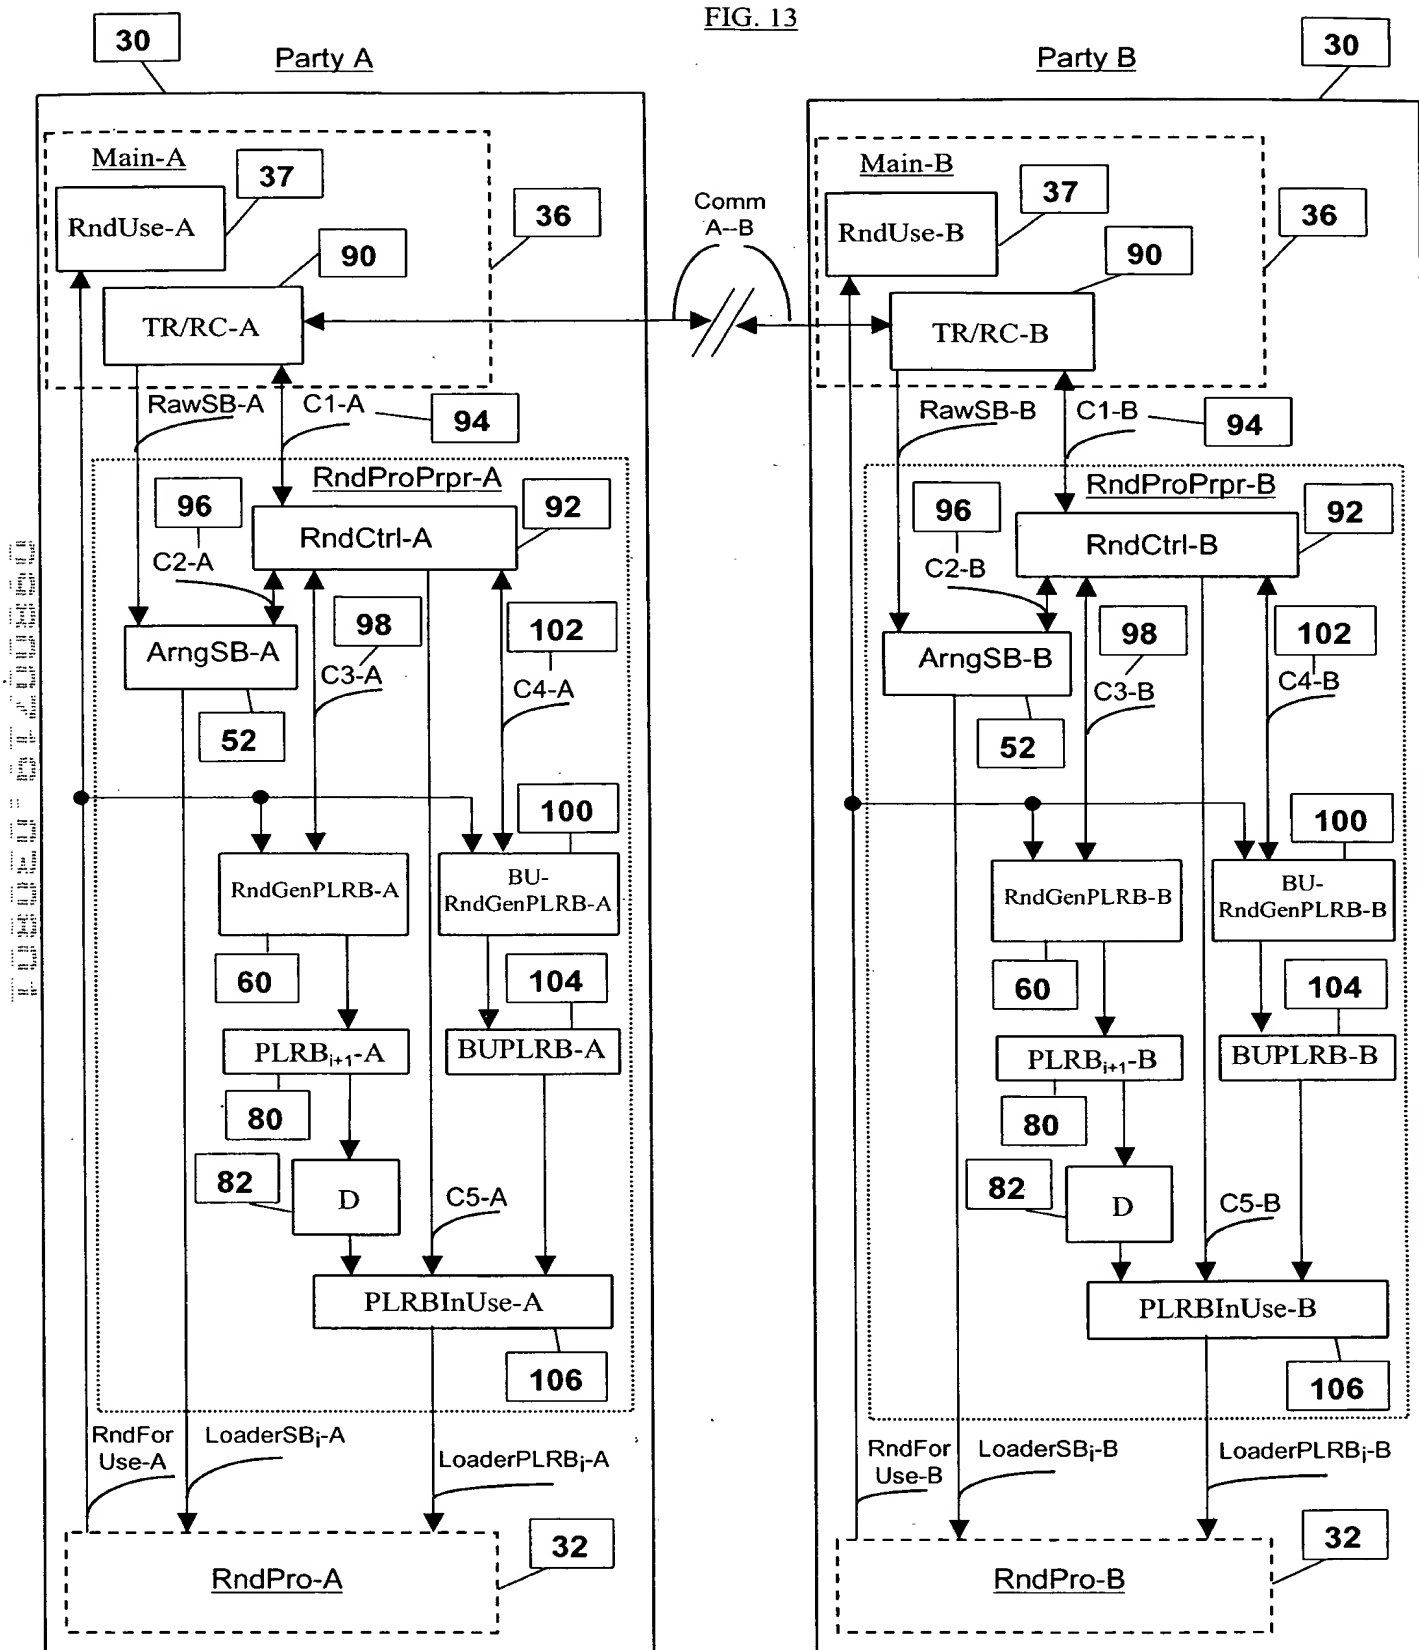 FIG. 13
30
Party A
Main-A
37
RndUse-A
36
90
TR/RC-A
RawSB-A
C1-A
94
RndProPrpr-A
96
92
RndCtrl-A
C2-A
98
102
ArngSB-A
C3-A
C4-A
52
100
RndGenPLRB-A
BU-
RndGenPLRB-A
60
104
PLRBi+1-A
BUPLRB-A
80
82
D
C5-A
PLRBInUse-A
106
RndFor
Use-A
LoaderSBi-A
LoaderPLRBi-A
32
RndPro-A
Comm
A--B
30
Party B
Main-B
37
RndUse-B
36
90
TR/RC-B
RawSB-B
C1-B
94
RndProPrpr-B
96
92
RndCtrl-B
C2-B
98
102
ArngSB-B
C3-B
C4-B
52
100
RndGenPLRB-B
BU-
RndGenPLRB-B
60
104
PLRBi+1-B
BUPLRB-B
80
82
D
C5-B
PLRBInUse-B
106
RndFor
Use-B
LoaderSBi-B
LoaderPLRBi-B
32
RndPro-B